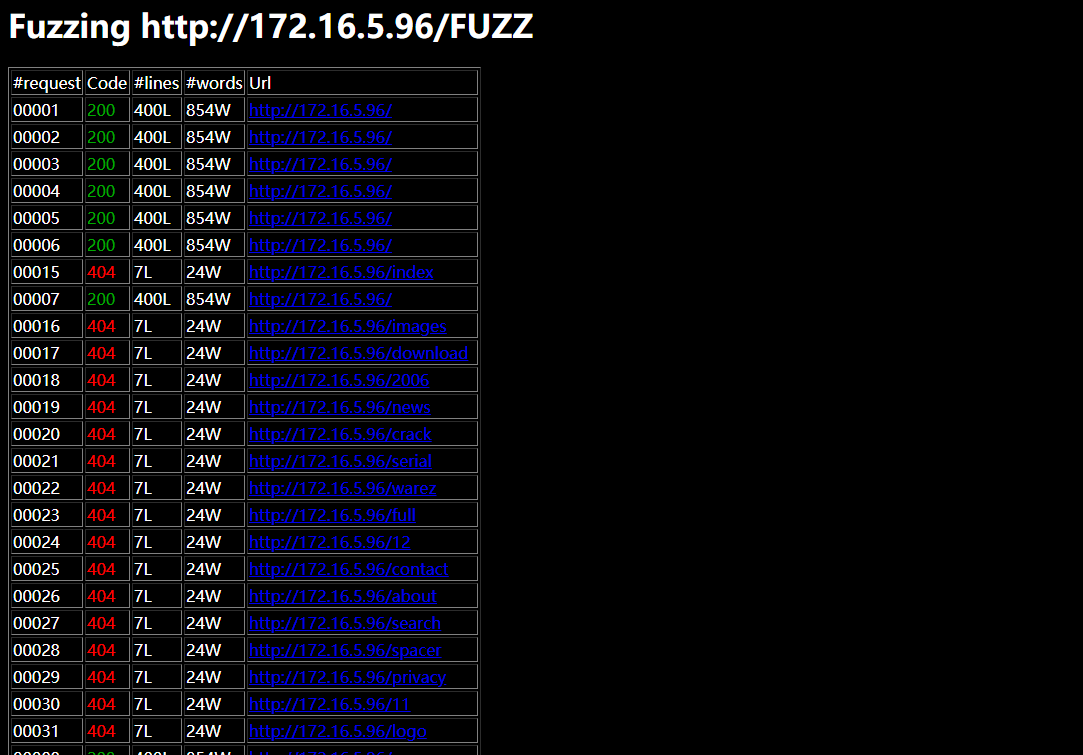 Fuzzing http://172.16.5.96/FUZZ
#request Code #lines #words Url
00001 200 400L 854W http://172.16.5.96/
00002 200 400L 854W http://172.16.5.96/
00003 200 400L 854W http://172.16.5.96/
00004 200 400L 854W http://172.16.5.96/
00005 200 400L 854W http://172.16.5.96/
00006 200 400L 854W http://172.16.5.96/
00015 404 7L 24W http://172.16.5.96/index
00007 200 400L 854W http://172.16.5.96/
00016 404 7L 24W http://172.16.5.96/images
00017 404 7L 24W http://172.16.5.96/download
00018 404 7L 24W http://172.16.5.96/2006
00019 404 7L 24W http://172.16.5.96/news
00020 404 7L 24W http://172.16.5.96/crack
00021 404 7L 24W http://172.16.5.96/serial
00022 404 7L 24W http://172.16.5.96/warez
00023 404 7L 24W http://172.16.5.96/full
00024 404 7L 24W http://172.16.5.96/12
00025 404 7L 24W http://172.16.5.96/contact
00026 404 7L 24W http://172.16.5.96/about
00027 404 7L 24W http://172.16.5.96/search
00028 404 7L 24W http://172.16.5.96/spacer
00029 404 7L 24W http://172.16.5.96/privacy
00030 404 7L 24W http://172.16.5.96/11
00031 404 7L 24W http://172.16.5.96/logo